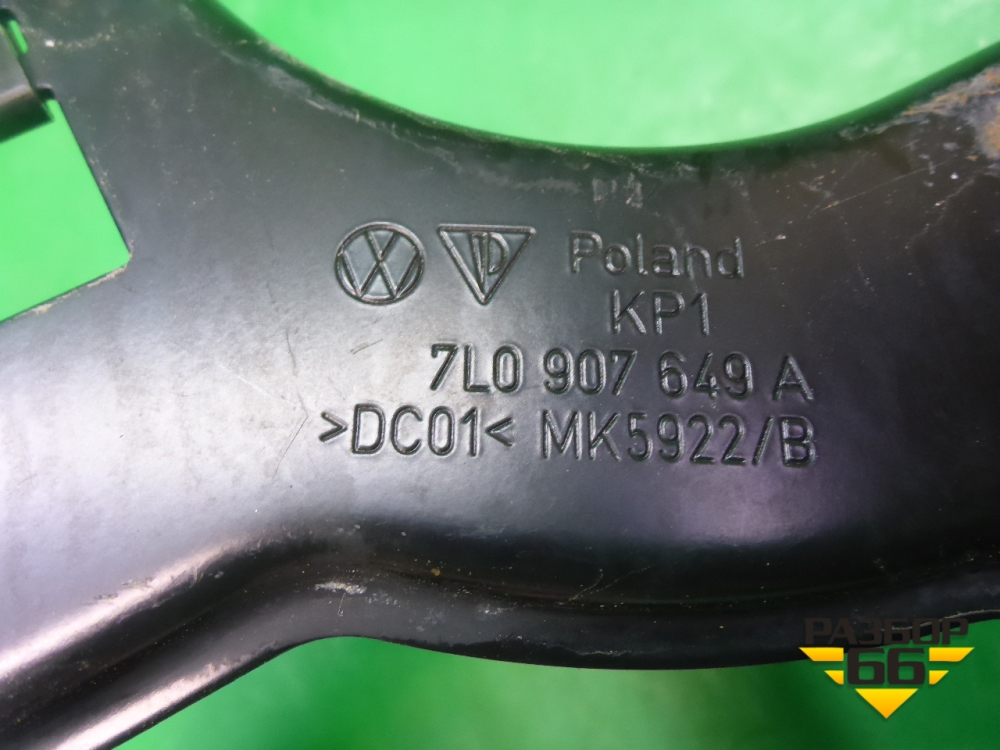 Poland
KP1
7L0 907 649 A
>DC01< MK5922/B
РАЗБОР
66